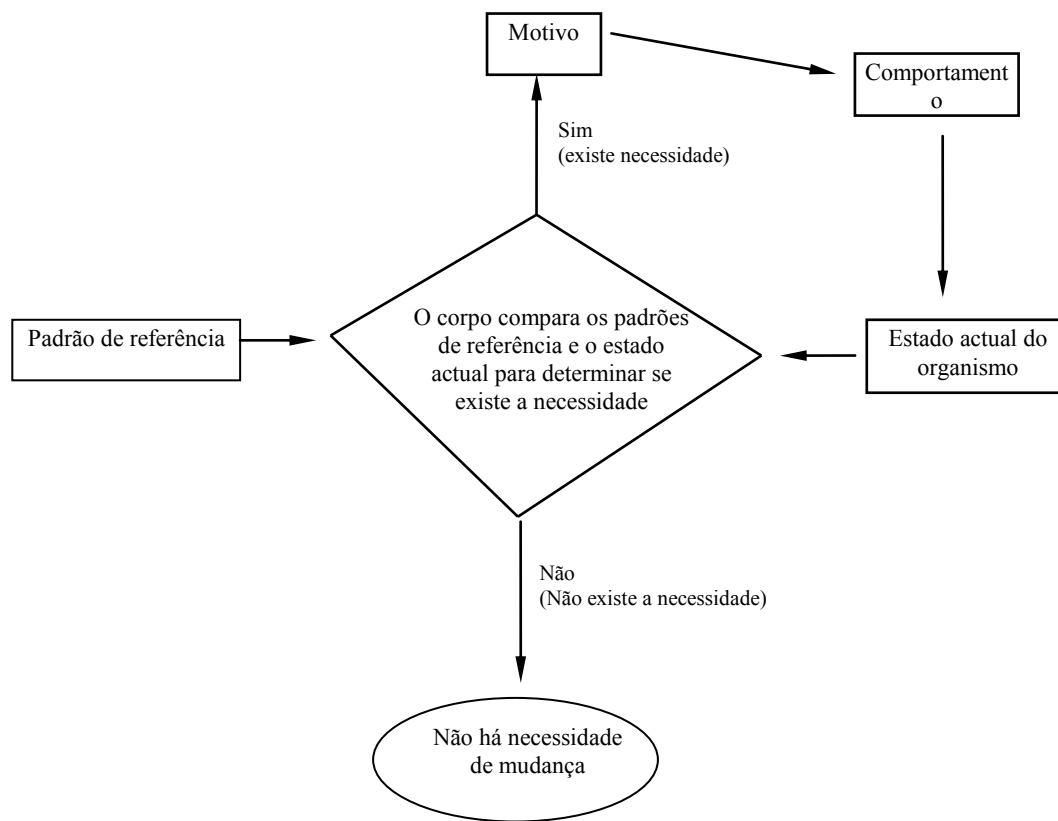 Motivo
Comportament
o
Sim
(existe necessidade)
Padrão de referência
O corpo compara os padrões
de referência e o estado
actual para determinar se
existe a necessidade
Estado actual do
organismo
Não
(Não existe a necessidade)
Não há necessidade
de mudança